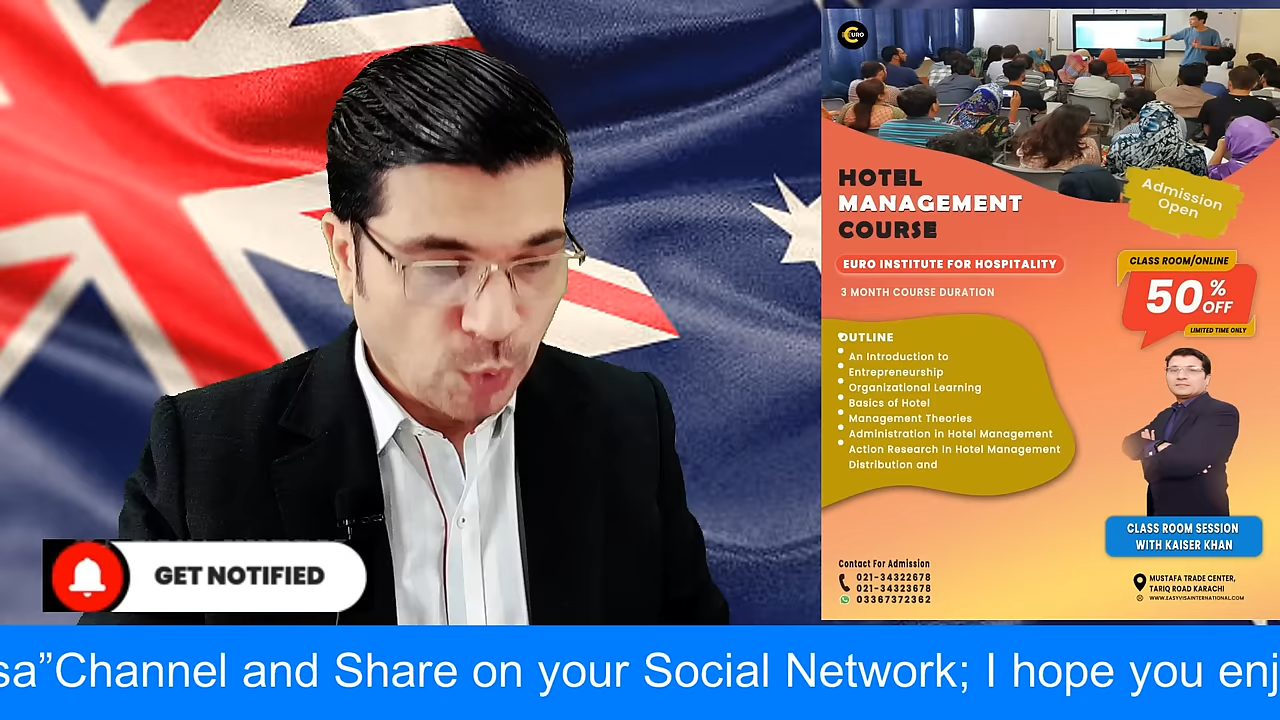 EURO
HOTEL
MANAGEMENT
COURSE
EURO INSTITUTE FOR HOSPITALITY
3 MONTH COURSE DURATION
Admission
Open
CLASS ROOM/ONLINE
50%
OFF
LIMITED TIME ONLY
OUTLINE
An Introduction to
Entrepreneurship
Organizational Learning
Basics of Hotel
Management Theories
Administration in Hotel Management
Action Research In Hotel Management
Distribution and
CLASS ROOM SESSION
WITH KAISER KHAN
Contact For Admission
021-34322678
021-34323678
03367372362
MUSTAFA TRADE CENTER,
TARIQ ROAD KARACHI
WWW.EASYVISAINTERNATIONAL.COM
GET NOTIFIED
sa”Channel and Share on your Social Network; I hope you enj